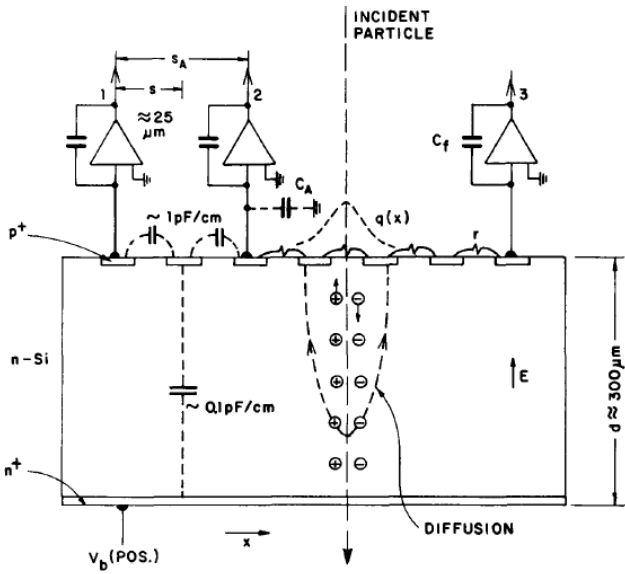 INCIDENT
PARTICLE
s_A
s
1
2
3
≈25
μm
C_A
C_f
~ 1pF/cm
q(x)
r
p+
n-Si
~ 0.1pF/cm
E
d ≈ 300μm
n+
DIFFUSION
x
V_b (POS.)